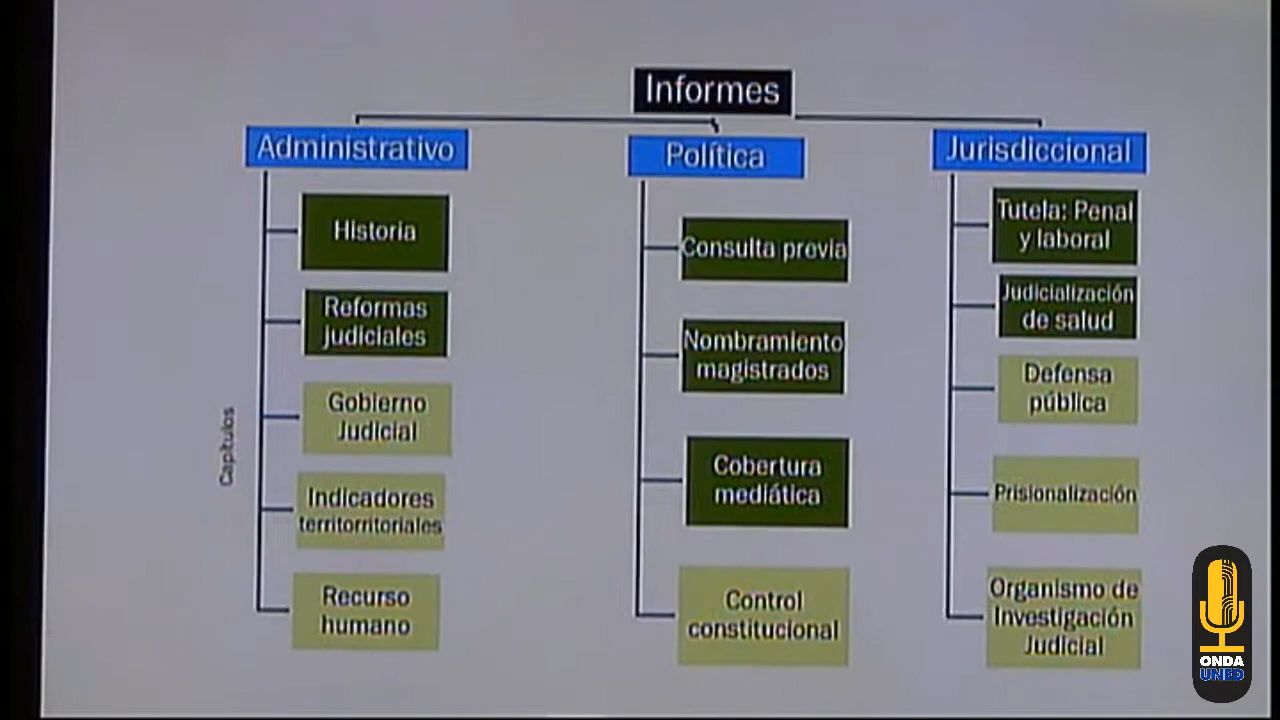 Informes
Administrativo
Política
Jurisdiccional
Historia
Reformas
judiciales
Gobierno
Judicial
Indicadores
territorritoriales
Recurso
humano
Consulta previa
Nombramiento
magistrados
Cobertura
mediática
Control
constitucional
Tutela: Penal
y laboral
Judicialización
de salud
Defensa
pública
Prisionalización
Organismo de
Investigación
Judicial
Capítulos
ONDA
UNED